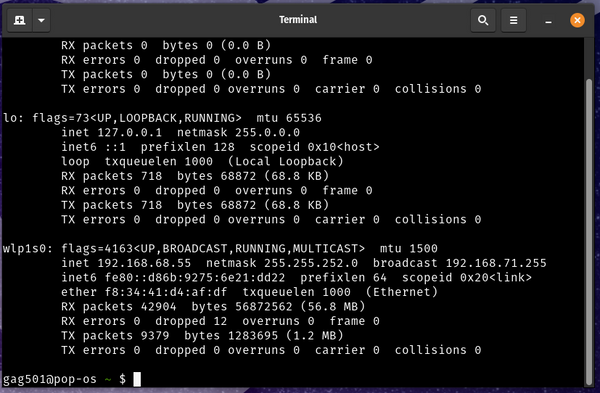 Terminal
RX packets 0  bytes 0 (0.0 B)
RX errors 0  dropped 0  overruns 0  frame 0
TX packets 0  bytes 0 (0.0 B)
TX errors 0  dropped 0 overruns 0  carrier 0  collisions 0
lo: flags=73<UP,LOOPBACK,RUNNING>  mtu 65536
inet 127.0.0.1  netmask 255.0.0.0
inet6 ::1  prefixlen 128  scopeid 0x10<host>
loop  txqueuelen 1000  (Local Loopback)
RX packets 718  bytes 68872 (68.8 KB)
RX errors 0  dropped 0  overruns 0  frame 0
TX packets 718  bytes 68872 (68.8 KB)
TX errors 0  dropped 0 overruns 0  carrier 0  collisions 0
wlp1s0: flags=4163<UP,BROADCAST,RUNNING,MULTICAST>  mtu 1500
inet 192.168.68.55  netmask 255.255.252.0  broadcast 192.168.71.255
inet6 fe80::d86b:9275:6e21:dd22  prefixlen 64  scopeid 0x20<link>
ether f8:34:41:d4:af:df  txqueuelen 1000  (Ethernet)
RX packets 42904  bytes 56872562 (56.8 MB)
RX errors 0  dropped 12  overruns 0  frame 0
TX packets 9379  bytes 1283695 (1.2 MB)
TX errors 0  dropped 0 overruns 0  carrier 0  collisions 0
gag501@pop-os ~ $